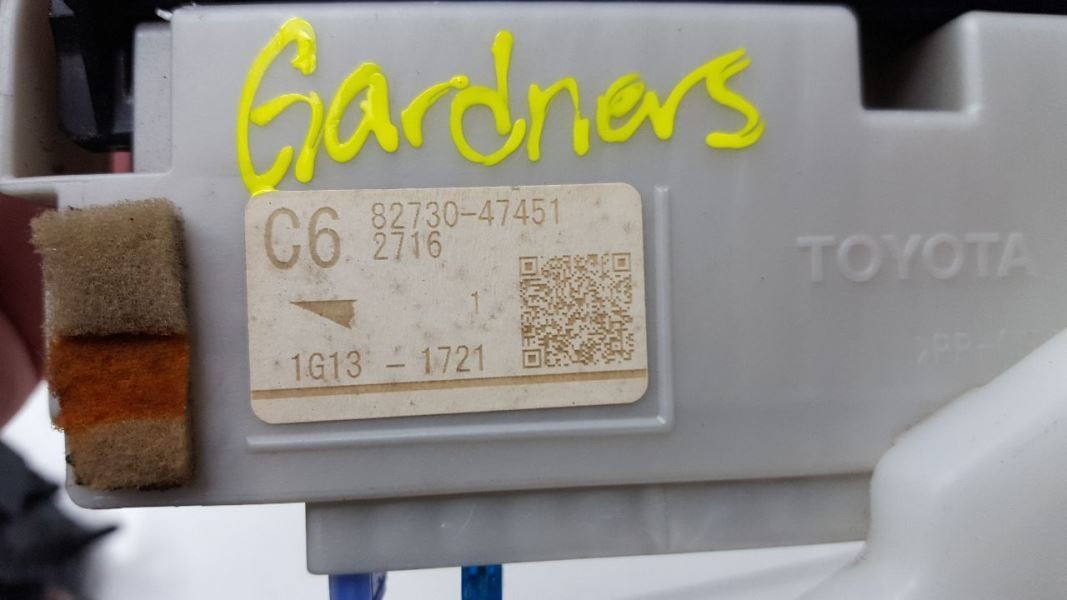 Gardners
C6 82730-47451
2716
1
1G13 - 1721
TOYOTA